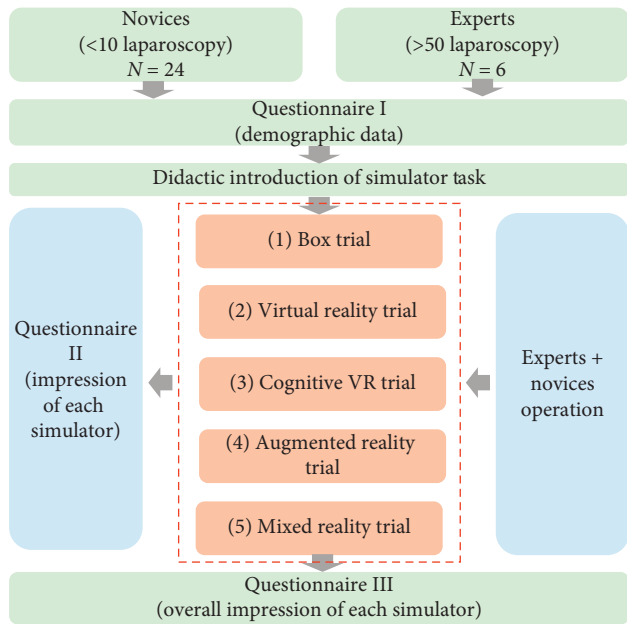 Novices
(<10 laparoscopy)
N = 24
Experts
(>50 laparoscopy)
N = 6
Questionnaire I
(demographic data)
Didactic introduction of simulator task
(1) Box trial
(2) Virtual reality trial
(3) Cognitive VR trial
(4) Augmented reality
trial
(5) Mixed reality trial
Questionnaire
II
(impression
of each
simulator)
Experts +
novices
operation
Questionnaire III
(overall impression of each simulator)